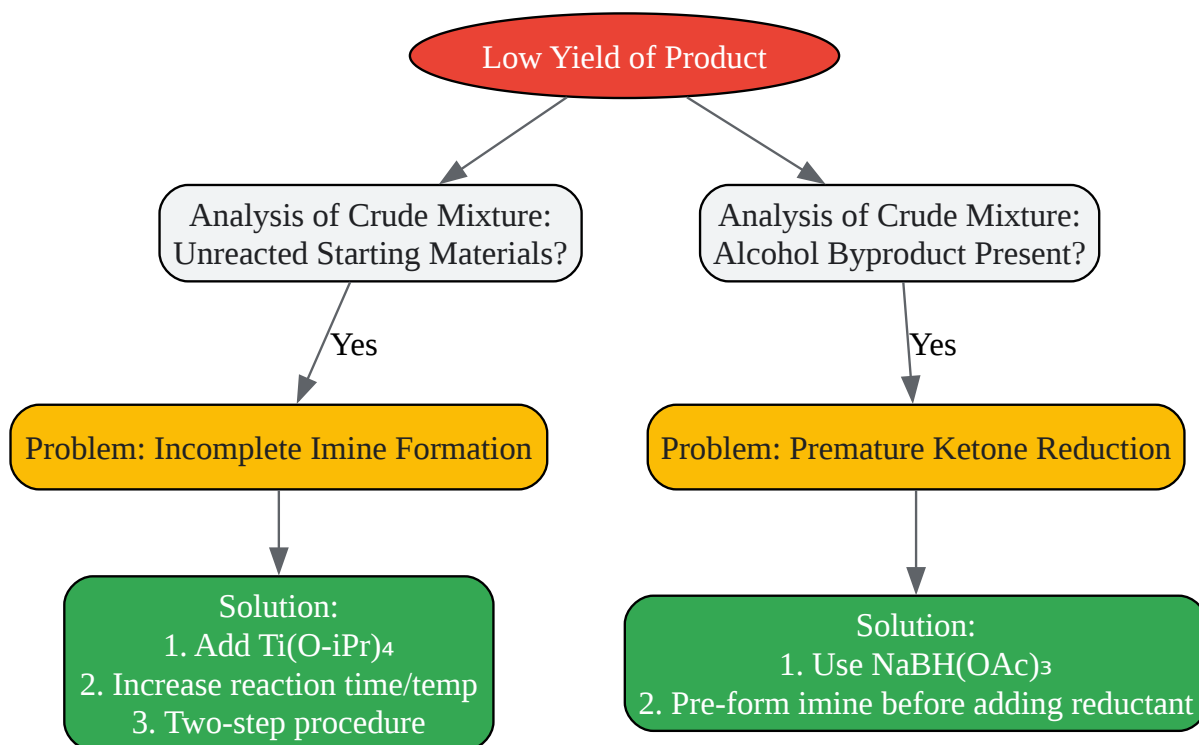 Low Yield of Product
Analysis of Crude Mixture:
Unreacted Starting Materials?
Analysis of Crude Mixture:
Alcohol Byproduct Present?
Yes
Yes
Problem: Incomplete Imine Formation
Problem: Premature Ketone Reduction
Solution:
1. Add Ti(O-iPr)₄
2. Increase reaction time/temp
3. Two-step procedure
Solution:
1. Use NaBH(OAc)₃
2. Pre-form imine before adding reductant